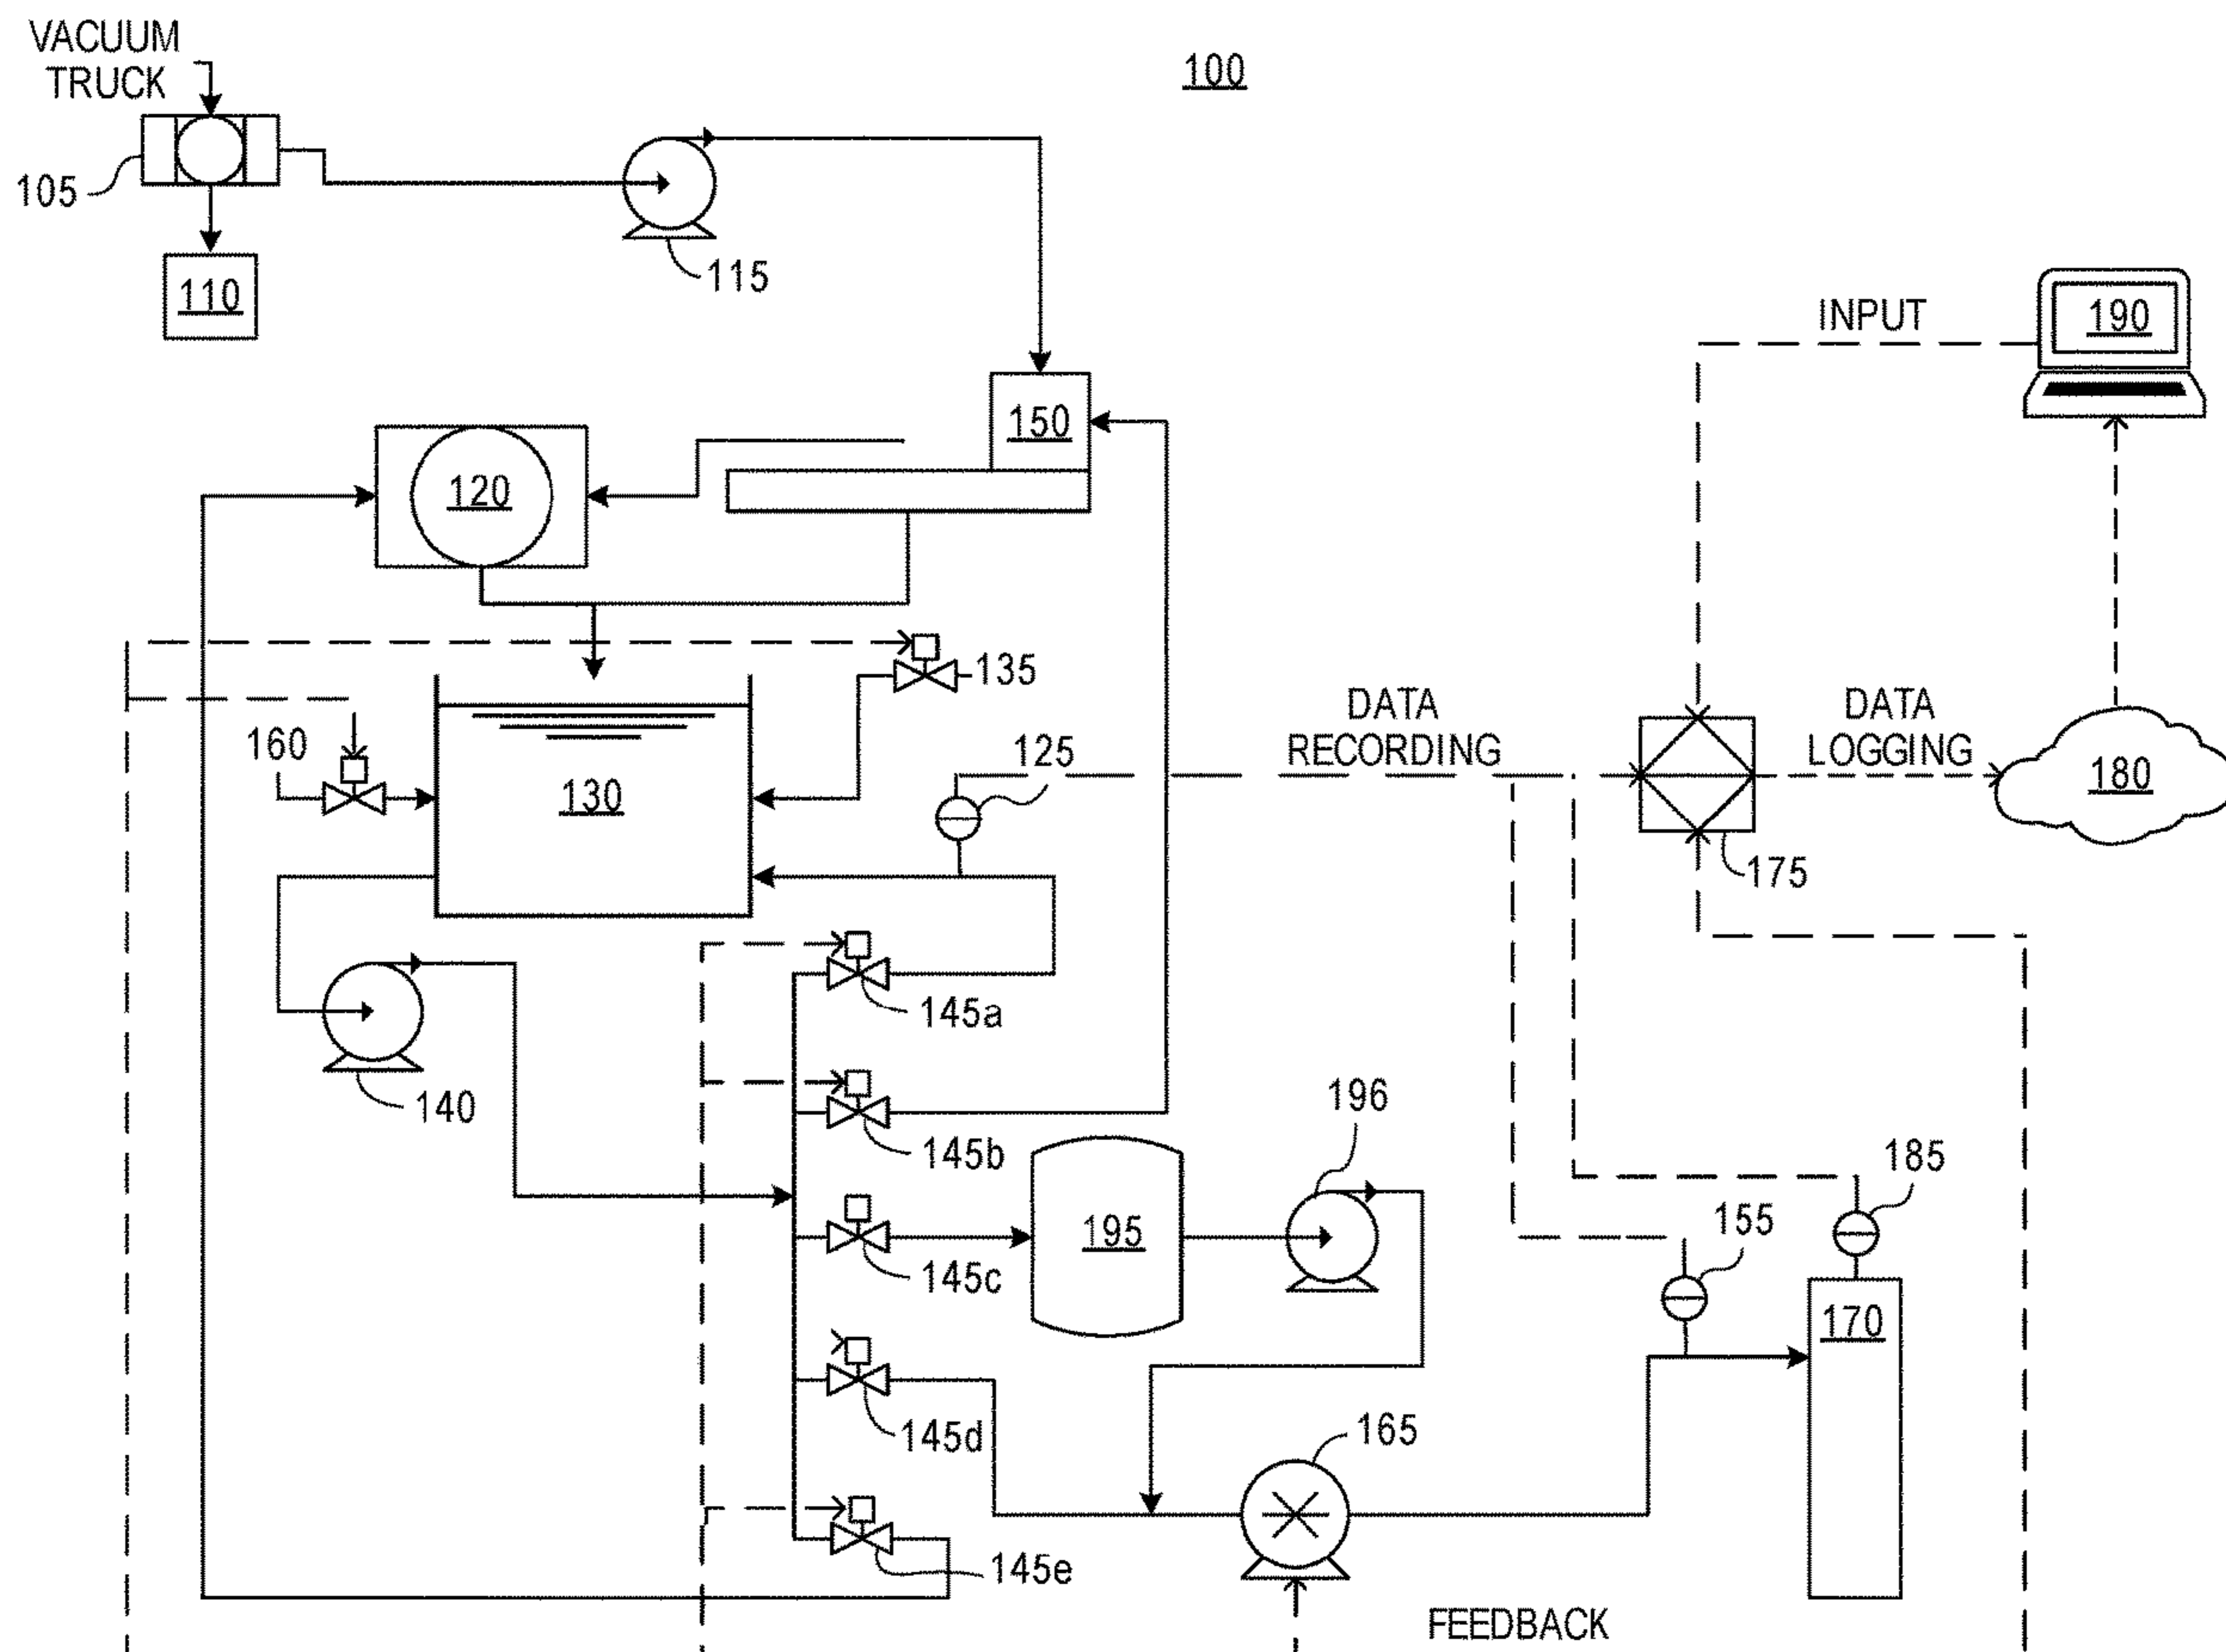 VACUUM
TRUCK
100
105
115
110
INPUT
190
150
120
135
DATA
RECORDING
DATA
LOGGING
160
125
130
180
175
145a
140
196
145b
185
155
195
145c
170
145d
165
145e
FEEDBACK